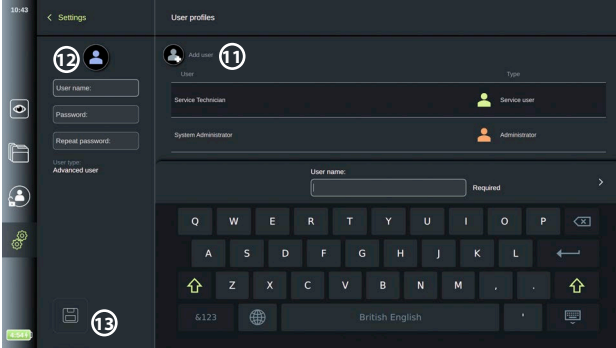 10:43
Settings
User profiles
12
11
Add user
User
Type
User name:
Service Technician
Service user
Password:
Repeat password:
System Administrator
Administrator
User type:
Advanced user
User name:
Required
Q W E R T Y U I O P
A S D F G H J K L
Z X C V B N M , .
&123
British English
'
13